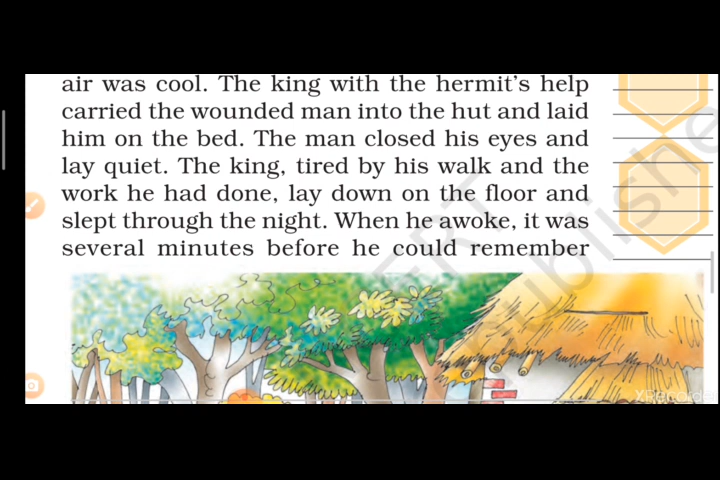 air was cool. The king with the hermit’s help
carried the wounded man into the hut and laid
him on the bed. The man closed his eyes and
lay quiet. The king, tired by his walk and the
work he had done, lay down on the floor and
slept through the night. When he awoke, it was
several minutes before he could remember